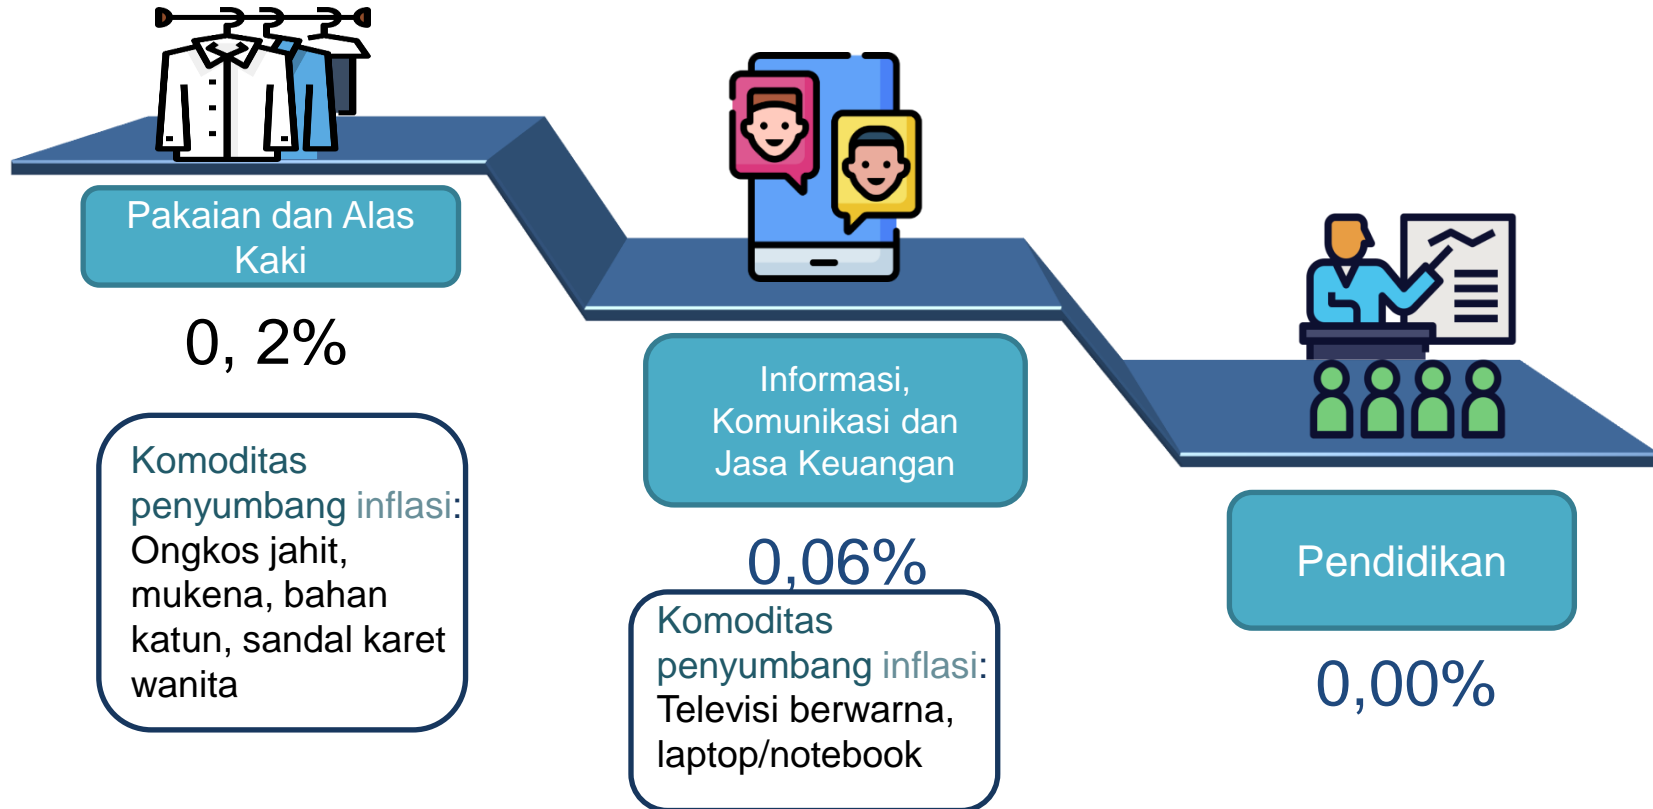 Pakaian dan Alas
Kaki
0, 2%
Komoditas
penyumbang inflasi:
Ongkos jahit,
mukena, bahan
katun, sandal karet
wanita
Informasi,
Komunikasi dan
Jasa Keuangan
0,06%
Komoditas
penyumbang inflasi:
Televisi berwarna,
laptop/notebook
Pendidikan
0,00%